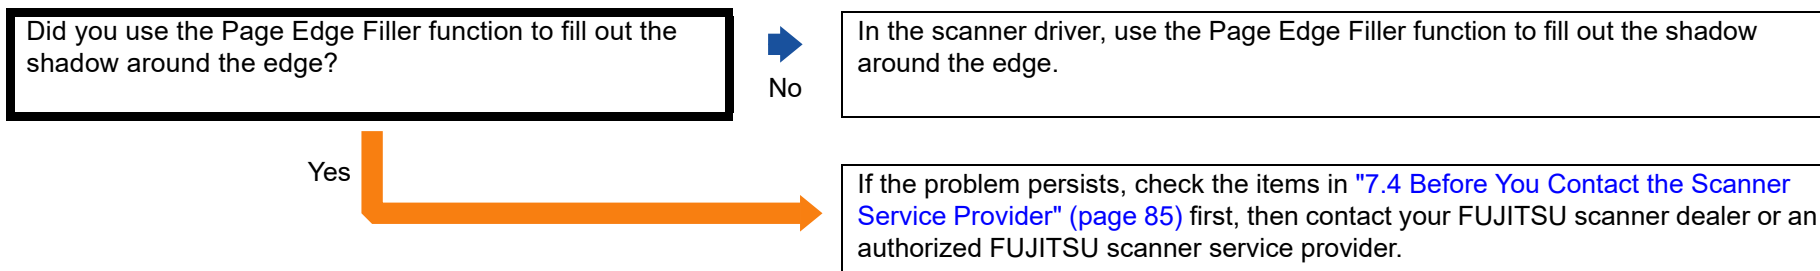 Did you use the Page Edge Filler function to fill out the
shadow around the edge?
No
In the scanner driver, use the Page Edge Filler function to fill out the shadow
around the edge.
Yes
If the problem persists, check the items in "7.4 Before You Contact the Scanner
Service Provider" (page 85) first, then contact your FUJITSU scanner dealer or an
authorized FUJITSU scanner service provider.